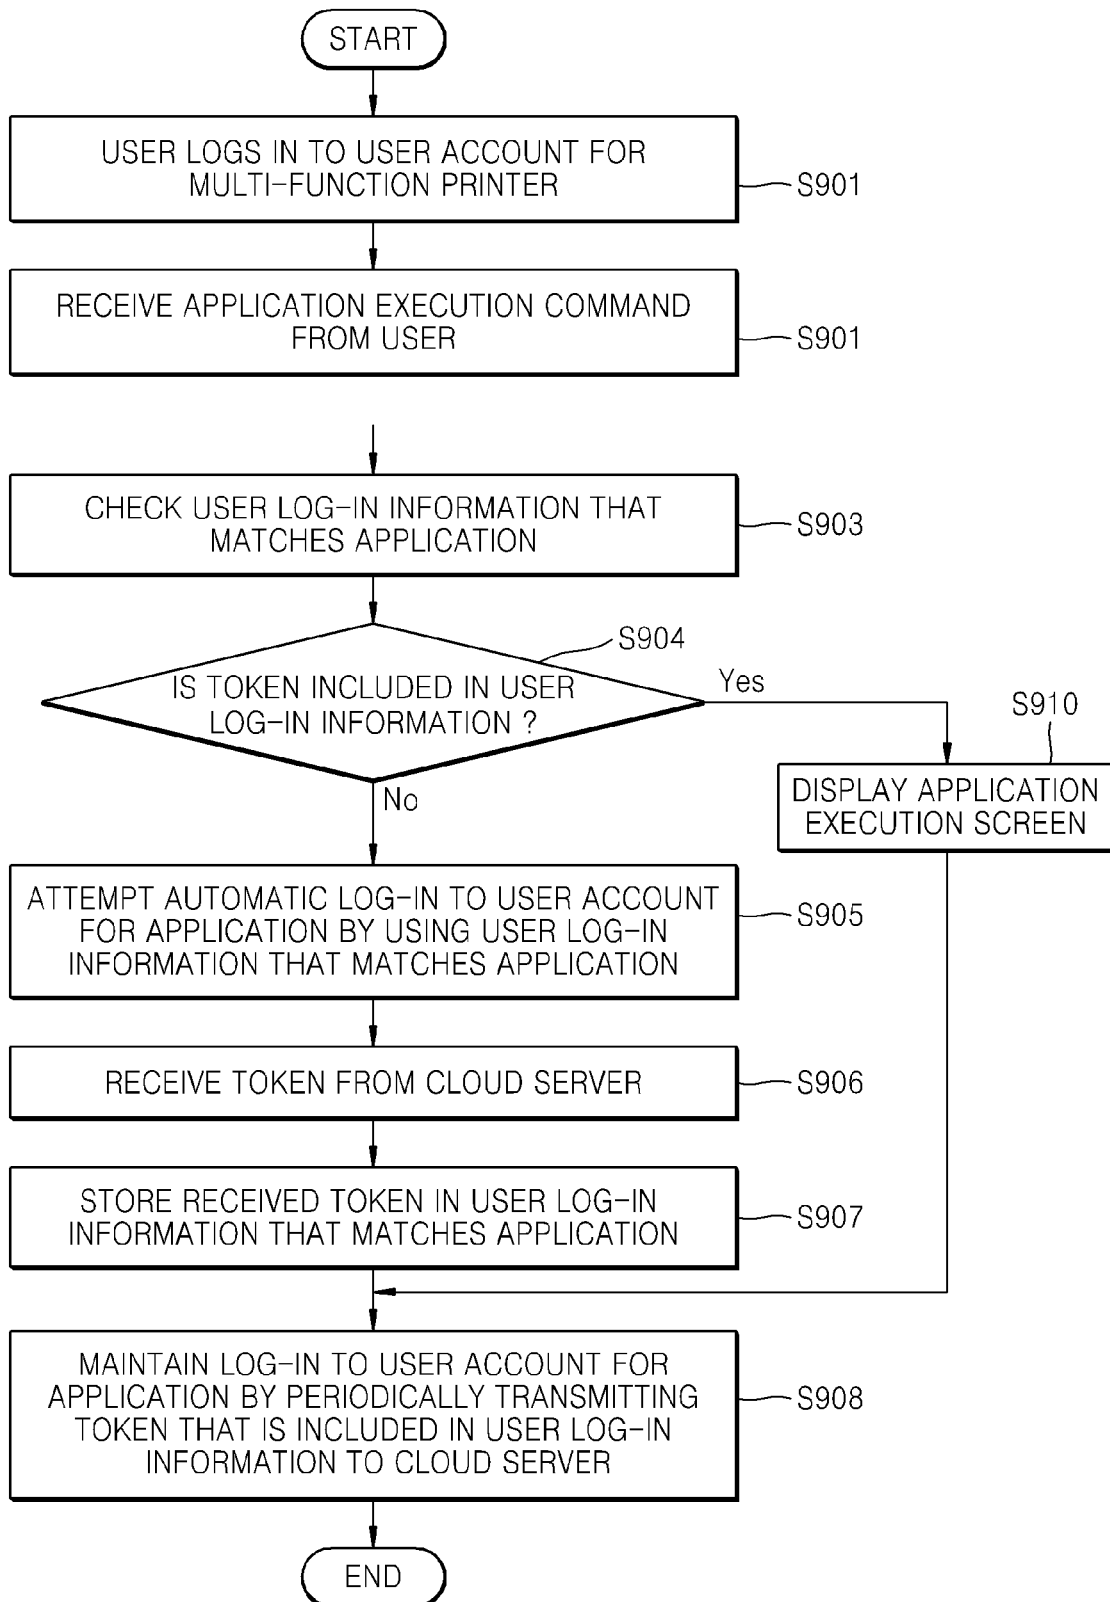 START
USER LOGS IN TO USER ACCOUNT FOR
MULTI-FUNCTION PRINTER
S901
RECEIVE APPLICATION EXECUTION COMMAND
FROM USER
S901
CHECK USER LOG-IN INFORMATION THAT
MATCHES APPLICATION
S903
S904
IS TOKEN INCLUDED IN USER
LOG-IN INFORMATION ?
Yes
S910
DISPLAY APPLICATION
EXECUTION SCREEN
No
ATTEMPT AUTOMATIC LOG-IN TO USER ACCOUNT
FOR APPLICATION BY USING USER LOG-IN
INFORMATION THAT MATCHES APPLICATION
S905
RECEIVE TOKEN FROM CLOUD SERVER
S906
STORE RECEIVED TOKEN IN USER LOG-IN
INFORMATION THAT MATCHES APPLICATION
S907
MAINTAIN LOG-IN TO USER ACCOUNT FOR
APPLICATION BY PERIODICALLY TRANSMITTING
TOKEN THAT IS INCLUDED IN USER LOG-IN
INFORMATION TO CLOUD SERVER
S908
END